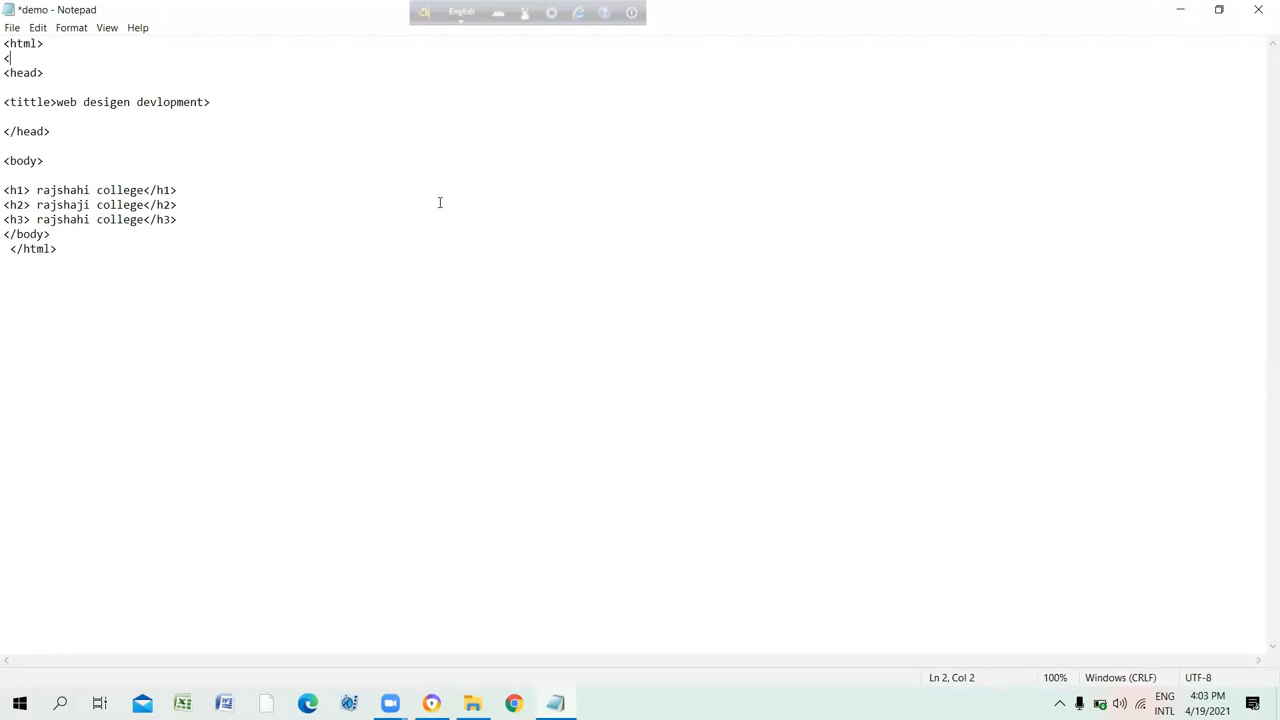 *demo - Notepad
English
File Edit Format View Help
<html>
<
<head>
<tittle>web desigen devlopment>
</head>
<body>
<h1> rajshahi college</h1>
<h2> rajshaji college</h2>
<h3> rajshahi college</h3>
</body>
</html>
Ln 2, Col 2 100% Windows (CRLF) UTF-8
ENG 4:03 PM
INTL 4/19/2021